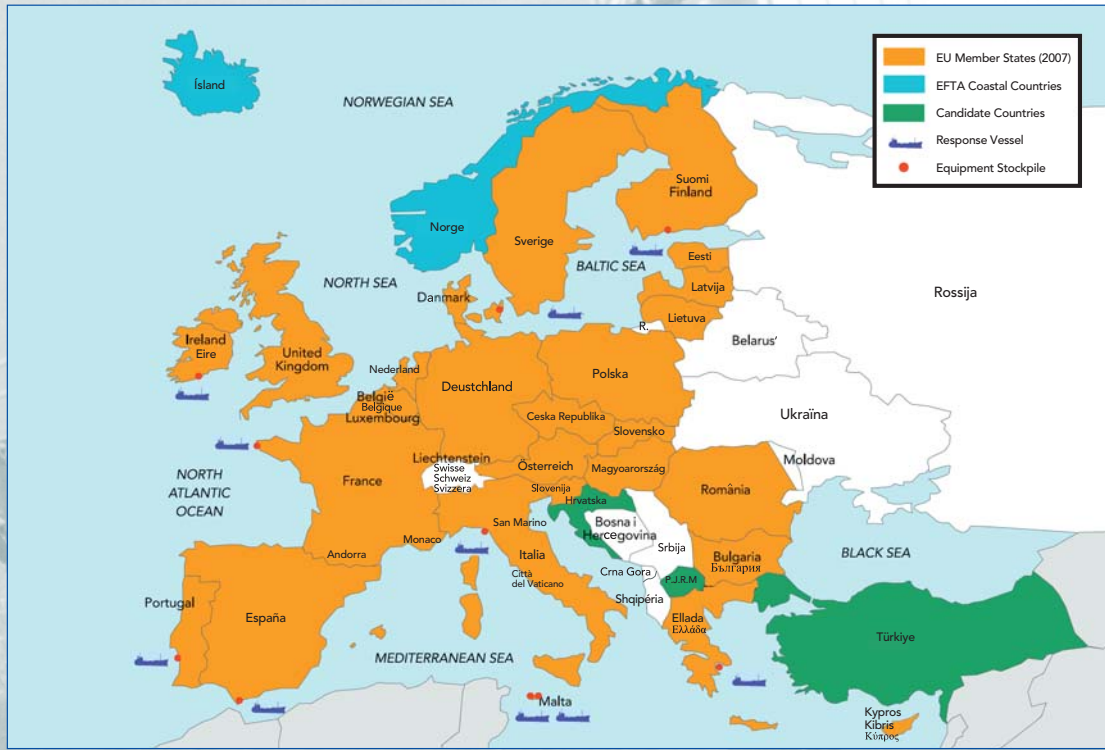 Ísland
NORWEGIAN SEA
EU Member States (2007)
EFTA Coastal Countries
Candidate Countries
Response Vessel
Equipment Stockpile
Suomi
Finland
Norge
Sverige
BALTIC SEA
Eesti
Latvija
Lietuva
R.
Rossija
NORTH SEA
Danmark
Ireland
Eire
United
Kingdom
Nederland
België
Belgique
Luxembourg
Deustchland
Polska
Belarus'
Ukraïna
Ceska Republika
Slovensko
Moldova
NORTH
ATLANTIC
OCEAN
France
Liechtenstein
Swisse
Schweiz
Svizzera
Österreich
Magyoarország
România
Slovenija
Hrvatska
San Marino
Bosna i
Hercegovina
Srbija
Monaco
Andorra
Italia
Città
del Vaticano
Crna Gora
P.J.R.M
Shqipéria
Bulgaria
България
BLACK SEA
Portugal
España
MEDITERRANEAN SEA
Ellada
Ελλάδα
Türkiye
Malta
Kypros
Kibris
Κύπρος